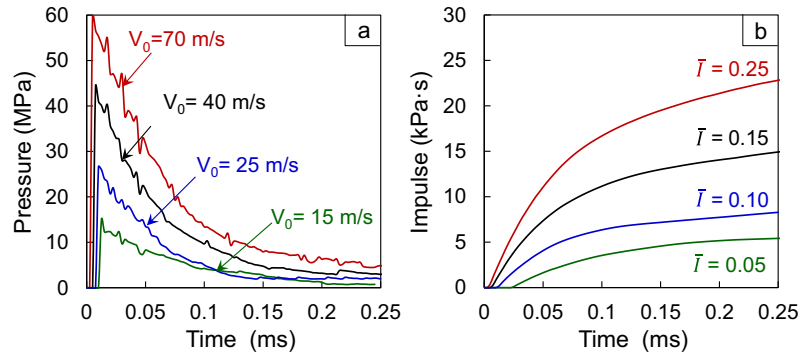 a
60
50
40
30
20
10
0
Pressure (MPa)
V0=70 m/s
V0= 40 m/s
V0= 25 m/s
V0= 15 m/s
0 0.05 0.1 0.15 0.2 0.25
Time (ms)
b
30
25
20
15
10
5
0
Impulse (kPa·s)
Ī = 0.25
Ī = 0.15
Ī = 0.10
Ī = 0.05
0 0.05 0.1 0.15 0.2 0.25
Time (ms)